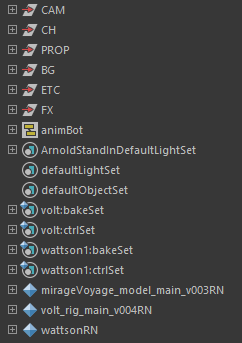 CAM
CH
PROP
BG
ETC
FX
animBot
ArnoldStandInDefaultLightSet
defaultLightSet
defaultObjectSet
volt:bakeSet
volt:ctrlSet
wattson1:bakeSet
wattson1:ctrlSet
mirageVoyage_model_main_v003RN
volt_rig_main_v004RN
wattsonRN